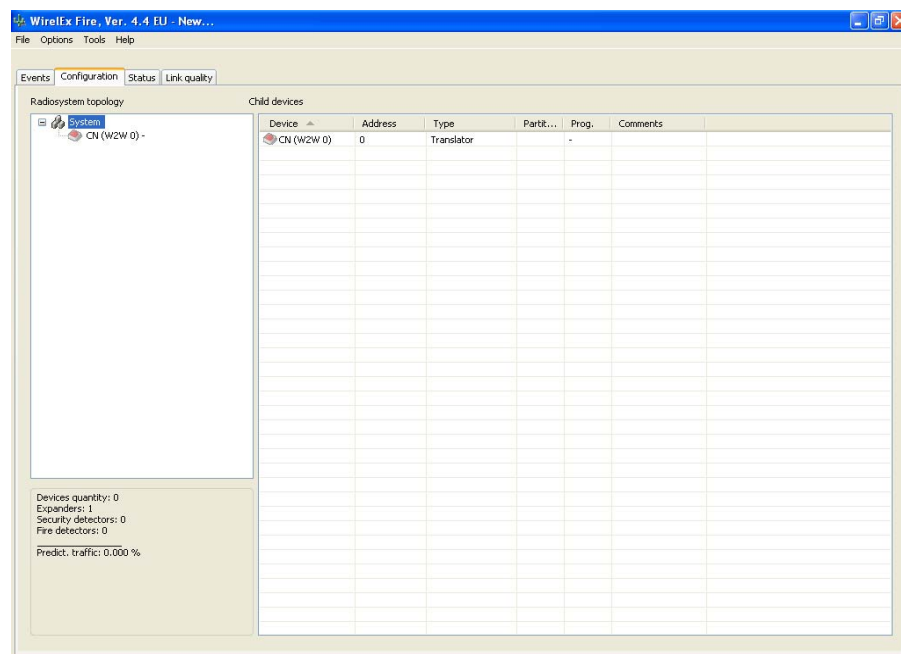 WirelEx Fire, Ver. 4.4 EU - New...
File Options Tools Help
Events Configuration Status Link quality
Radiosystem topology Child devices
System
CN (W2W 0) -
Device Address Type Partit... Prog. Comments
CN (W2W 0) 0 Translator -
Devices quantity: 0
Expanders: 1
Security detectors: 0
Fire detectors: 0
Predict. traffic: 0.000 %